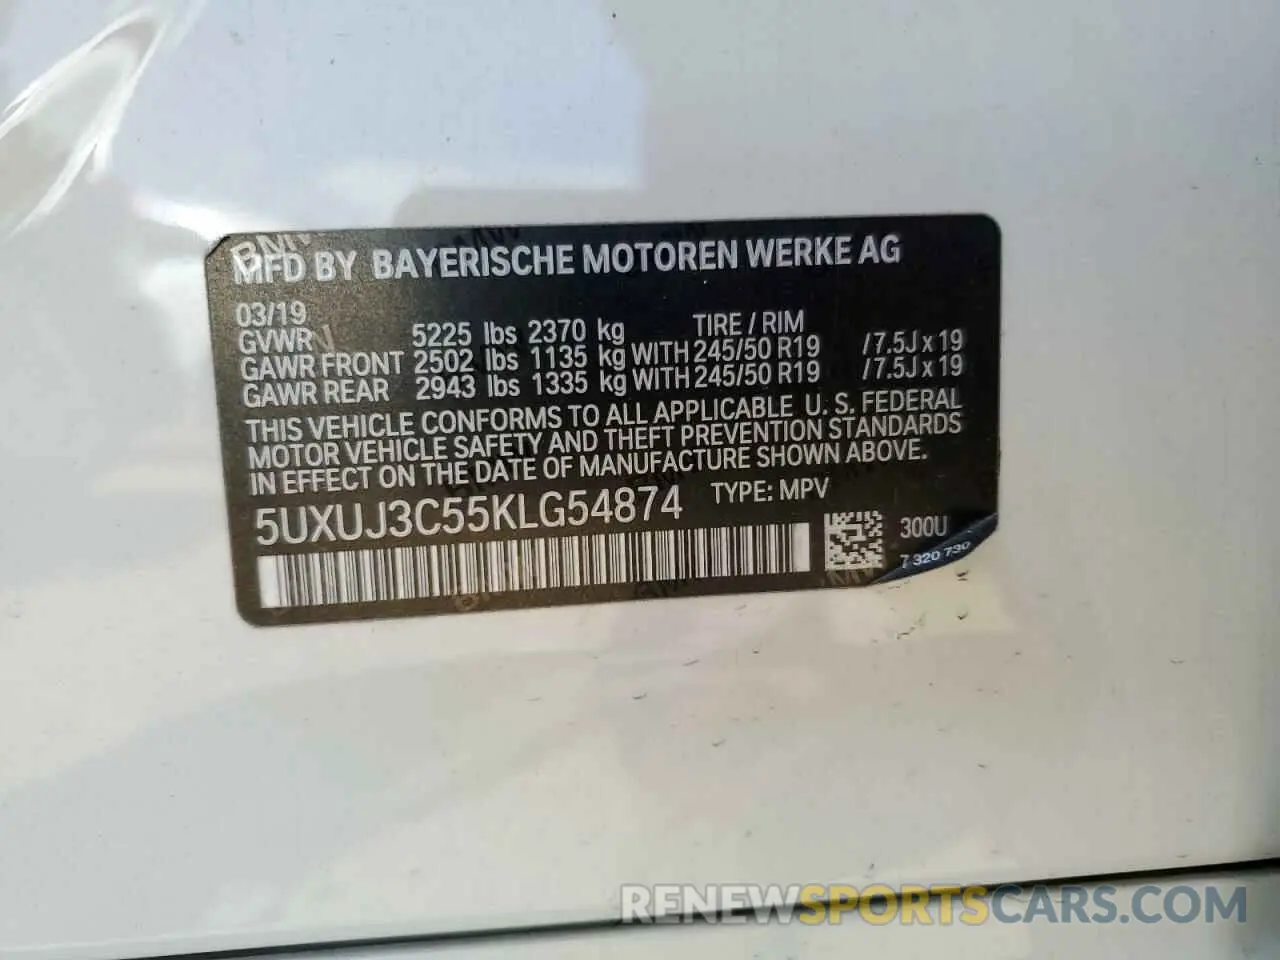 MFD BY BAYERISCHE MOTOREN WERKE AG
03/19
GVWR 5225 lbs 2370 kg TIRE / RIM
GAWR FRONT 2502 lbs 1135 kg WITH 245/50 R19 / 7.5J x 19
GAWR REAR 2943 lbs 1335 kg WITH 245/50 R19 / 7.5J x 19
THIS VEHICLE CONFORMS TO ALL APPLICABLE U. S. FEDERAL
MOTOR VEHICLE SAFETY AND THEFT PREVENTION STANDARDS
IN EFFECT ON THE DATE OF MANUFACTURE SHOWN ABOVE.
5UXUJ3C55KLG54874 TYPE: MPV
300U
7 320 730
RENEWSPORTSCARS.COM